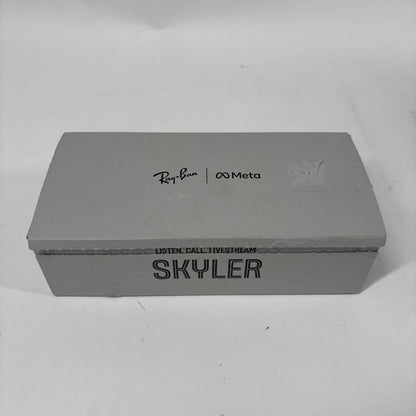 Ray-Ban | Meta
LISTEN. CALL. LIVESTREAM.
SKYLER